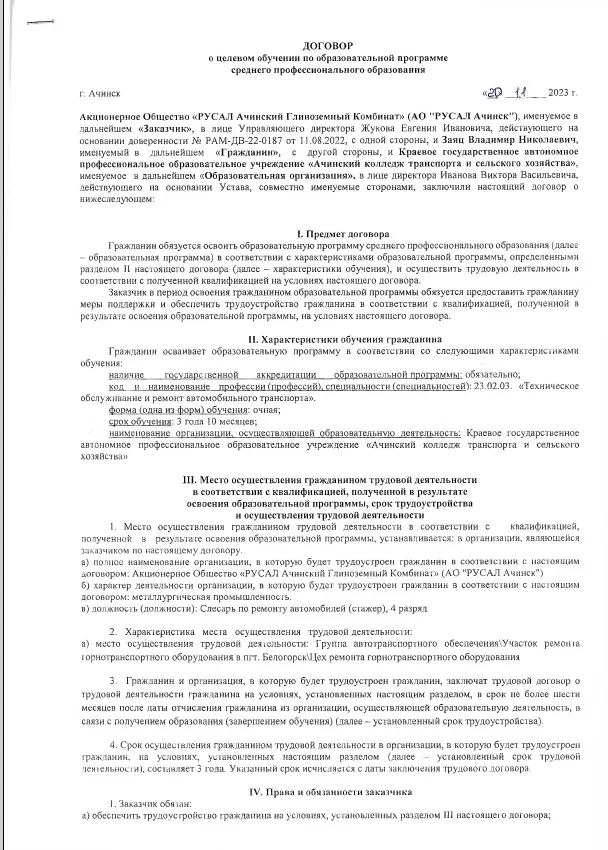 ДОГОВОР
о целевом обучении по образовательной программе
среднего профессионального образования
г. Ачинск «20 11 2023 г.
Акционерное Общество «РУСАЛ Ачинский Глиноземный Комбинат» (АО "РУСАЛ Ачинск"), именуемое в
дальнейшем «Заказчик», в лице Управляющего директора Жукова Евгения Ивановича, действующего на
основании доверенности № РАМ-ДВ-22-0187 от 11.08.2022, с одной стороны, и Заяц Владимир Николаевич,
именуемый в дальнейшем «Гражданин», с другой стороны, и Краевое государственное автономное
профессиональное образовательное учреждение «Ачинский колледж транспорта и сельского хозяйства»,
именуемое в дальнейшем «Образовательная организация», в лице директора Иванова Виктора Васильевича,
действующего на основании Устава, совместно именуемые сторонами, заключили настоящий договор о
нижеследующем:
I. Предмет договора
Гражданин обязуется освоить образовательную программу среднего профессионального образования (далее
– образовательная программа) в соответствии с характеристиками образовательной программы, определенными
разделом II настоящего договора (далее – характеристики обучения), и осуществить трудовую деятельность в
соответствии с полученной квалификацией на условиях настоящего договора.
Заказчик в период освоения гражданином образовательной программы обязуется предоставить гражданину
меры поддержки и обеспечить трудоустройство гражданина в соответствии с квалификацией, полученной в
результате освоения образовательной программы, на условиях настоящего договора.
II. Характеристики обучения гражданина
Гражданин осваивает образовательную программу в соответствии со следующими характеристиками
обучения:
наличие государственной аккредитации образовательной программы: обязательно;
код и наименование профессии (профессий), специальности (специальностей): 23.02.03. «Техническое
обслуживание и ремонт автомобильного транспорта».
форма (одна из форм) обучения: очная;
срок обучения: 3 года 10 месяцев;
наименование организации, осуществляющей образовательную деятельность: Краевое государственное
автономное профессиональное образовательное учреждение «Ачинский колледж транспорта и сельского
хозяйства»
III. Место осуществления гражданином трудовой деятельности
в соответствии с квалификацией, полученной в результате
освоения образовательной программы, срок трудоустройства
и осуществления трудовой деятельности
1. Место осуществления гражданином трудовой деятельности в соответствии с квалификацией,
полученной в результате освоения образовательной программы, устанавливается: в организации, являющейся
заказчиком по настоящему договору.
а) полное наименование организации, в которую будет трудоустроен гражданин в соответствии с настоящим
договором: Акционерное Общество «РУСАЛ Ачинский Глиноземный Комбинат» (АО "РУСАЛ Ачинск")
б) характер деятельности организации, в которую будет трудоустроен гражданин в соответствии с настоящим
договором: металлургическая промышленность.
в) должность (должности): Слесарь по ремонту автомобилей (стажер), 4 разряд
2. Характеристика места осуществления трудовой деятельности:
а) место осуществления трудовой деятельности: Группа автотранспортного обеспечения\Участок ремонта
горнотранспортного оборудования в пгт. Белогорск\Цех ремонта горнотранспортного оборудования
3. Гражданин и организация, в которую будет трудоустроен гражданин, заключат трудовой договор о
трудовой деятельности гражданина на условиях, установленных настоящим разделом, в срок не более шести
месяцев после даты отчисления гражданина из организации, осуществляющей образовательную деятельность, в
связи с получением образования (завершением обучения) (далее – установленный срок трудоустройства).
4. Срок осуществления гражданином трудовой деятельности в организации, в которую будет трудоустроен
гражданин, на условиях, установленных настоящим разделом (далее – установленный срок трудовой
деятельности), составляет 3 года. Указанный срок исчисляется с даты заключения трудового договора.
IV. Права и обязанности заказчика
1. Заказчик обязан:
а) обеспечить трудоустройство гражданина на условиях, установленных разделом III настоящего договора;